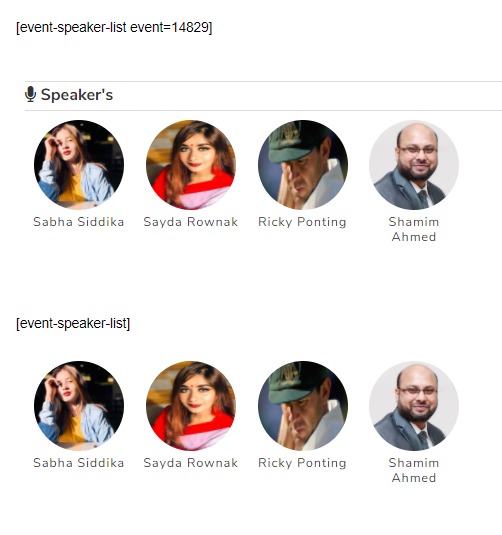 [event-speaker-list event=14829]
Speaker's
Sabha Siddika Sayda Rownak Ricky Ponting Shamim
Ahmed
[event-speaker-list]
Sabha Siddika Sayda Rownak Ricky Ponting Shamim
Ahmed